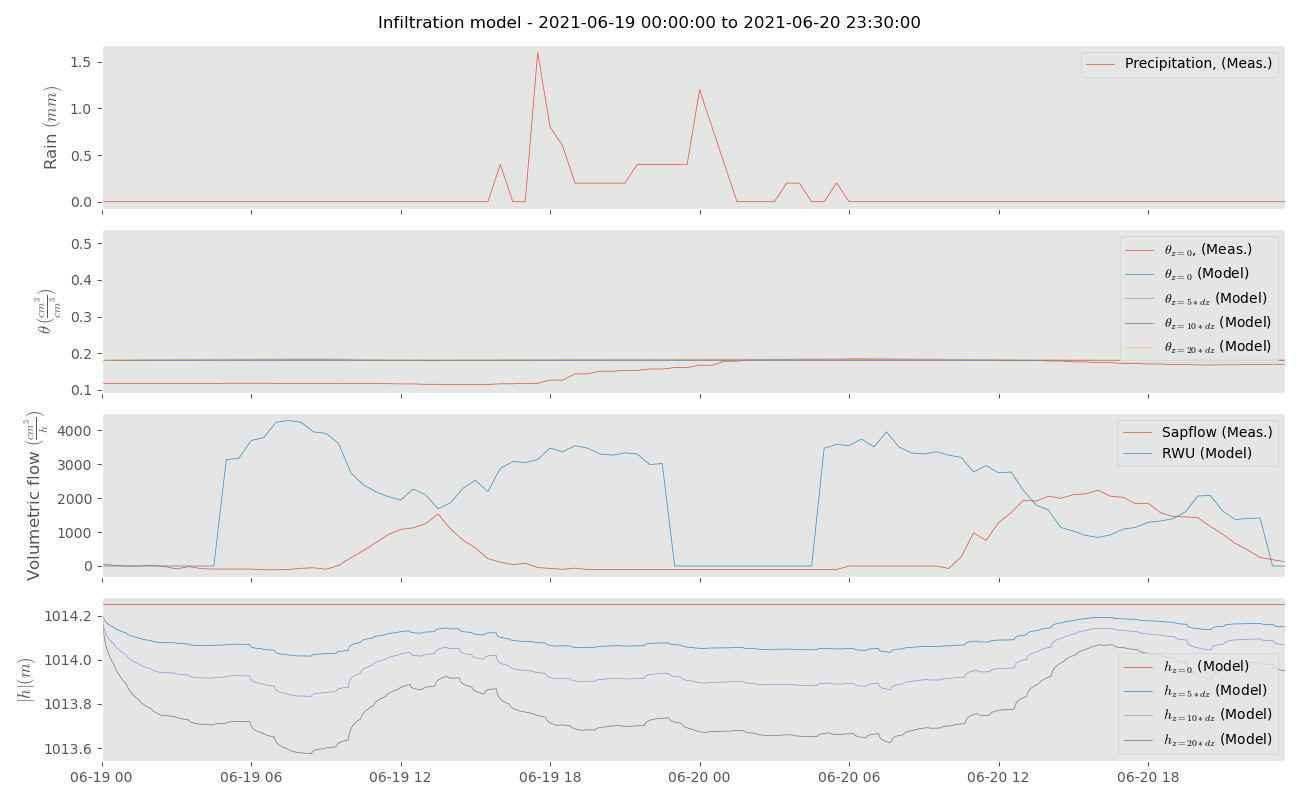 Infiltration model - 2021-06-19 00:00:00 to 2021-06-20 23:30:00
Rain (mm)
1.5
1.0
0.5
0.0
Precipitation, (Meas.)
θ (cm³/cm³)
0.5
0.4
0.3
0.2
0.1
θz=0, (Meas.)
θz=0 (Model)
θz=5∗dz (Model)
θz=10∗dz (Model)
θz=20∗dz (Model)
Volumetric flow (cm³/h)
4000
3000
2000
1000
0
Sapflow (Meas.)
RWU (Model)
|h|(m)
1014.2
1014.0
1013.8
1013.6
hz=0 (Model)
hz=5∗dz (Model)
hz=10∗dz (Model)
hz=20∗dz (Model)
06-19 00 06-19 06 06-19 12 06-19 18 06-20 00 06-20 06 06-20 12 06-20 18